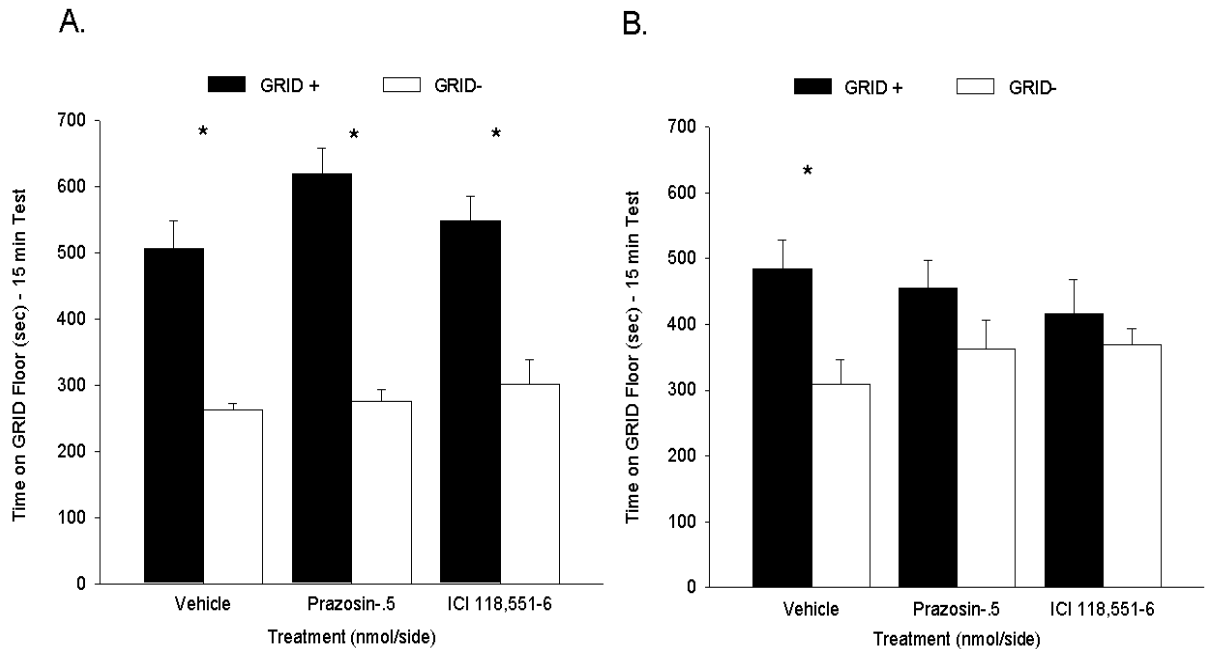 A.
GRID +
GRID-
700
600
500
400
300
200
100
0
*
*
*
Time on GRID Floor (sec) - 15 min Test
Vehicle
Prazosin-.5
ICI 118,551-6
Treatment (nmol/side)
B.
GRID +
GRID-
700
600
500
400
300
200
100
0
*
Time on GRID Floor (sec) - 15 min Test
Vehicle
Prazosin-.5
ICI 118,551-6
Treatment (nmol/side)